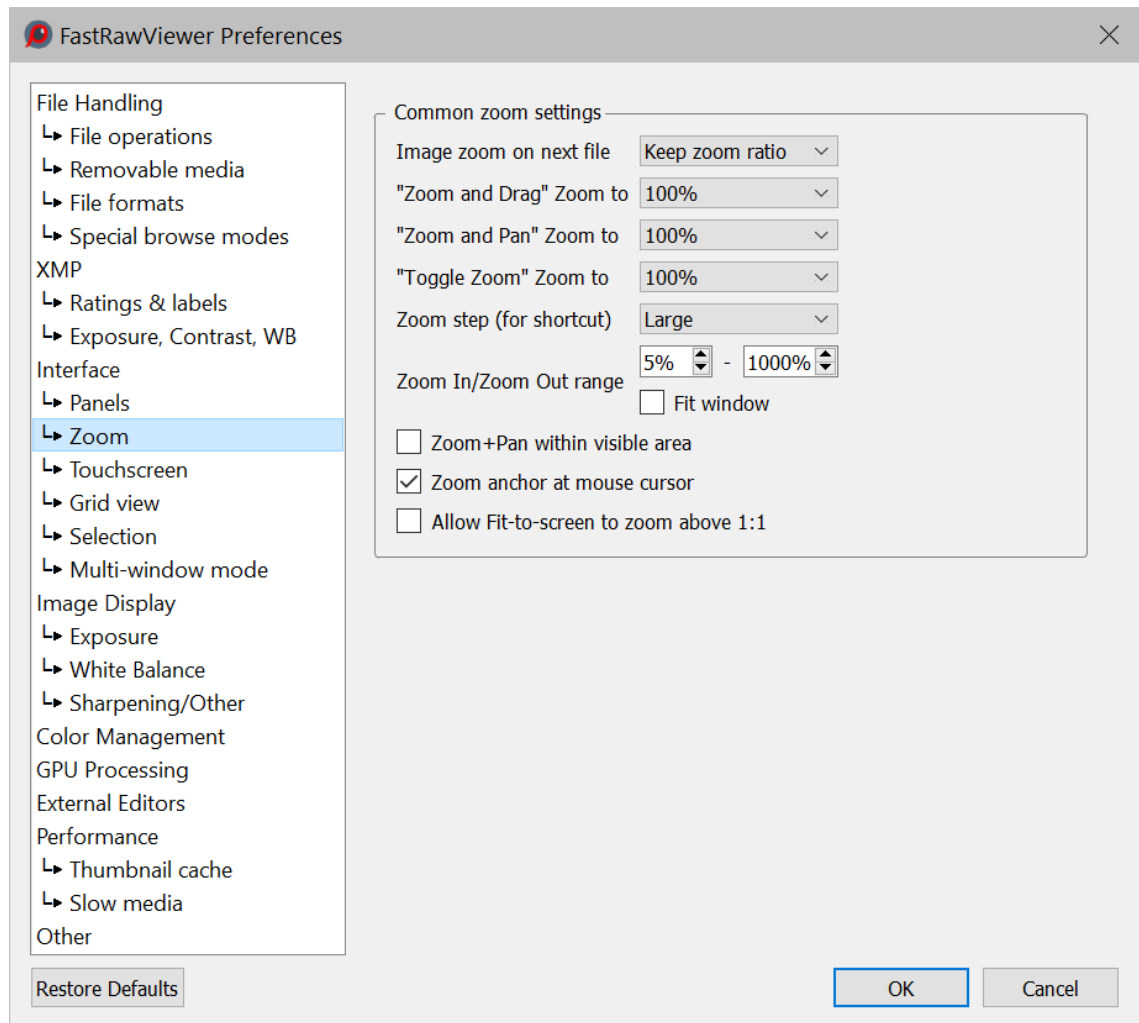 FastRawViewer Preferences
File Handling
File operations
Removable media
File formats
Special browse modes
XMP
Ratings & labels
Exposure, Contrast, WB
Interface
Panels
Zoom
Touchscreen
Grid view
Selection
Multi-window mode
Image Display
Exposure
White Balance
Sharpening/Other
Color Management
GPU Processing
External Editors
Performance
Thumbnail cache
Slow media
Other
Common zoom settings
Image zoom on next file Keep zoom ratio
"Zoom and Drag" Zoom to 100%
"Zoom and Pan" Zoom to 100%
"Toggle Zoom" Zoom to 100%
Zoom step (for shortcut) Large
Zoom In/Zoom Out range 5% - 1000%
Fit window
Zoom+Pan within visible area
Zoom anchor at mouse cursor
Allow Fit-to-screen to zoom above 1:1
Restore Defaults OK Cancel